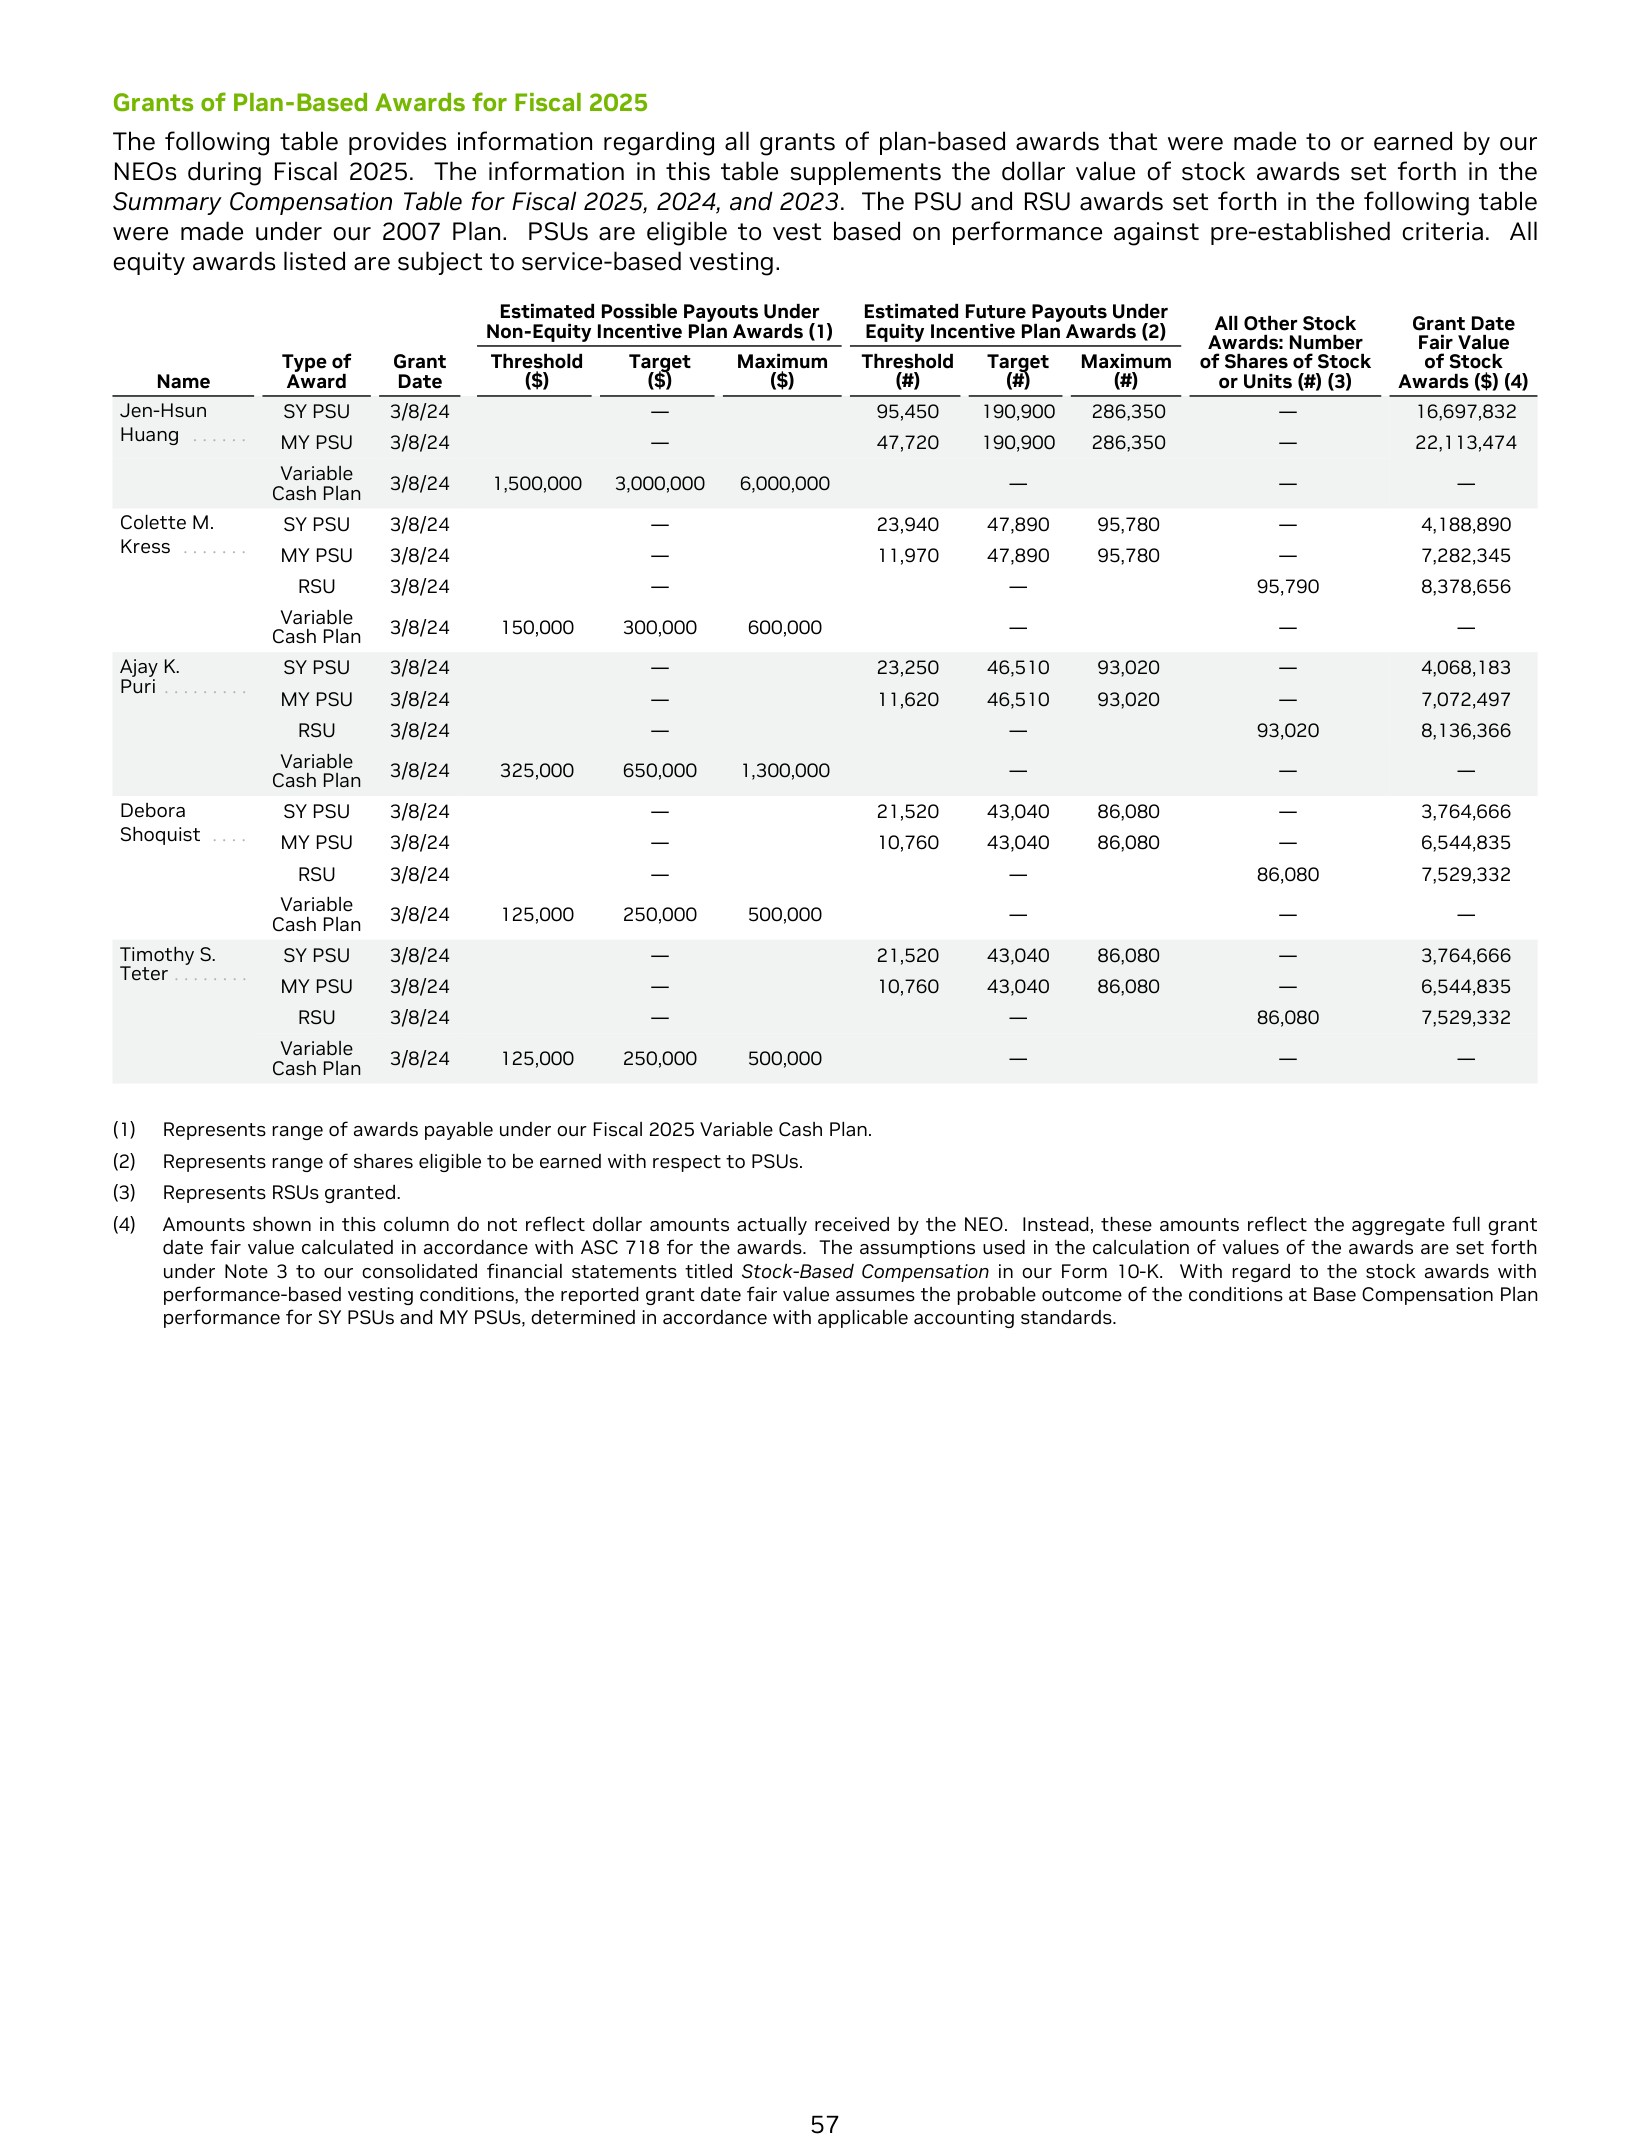 Grants of Plan-Based Awards for Fiscal 2025
The following table provides information regarding all grants of plan-based awards that were made to or earned by our
NEOs during Fiscal 2025. The information in this table supplements the dollar value of stock awards set forth in the
Summary Compensation Table for Fiscal 2025, 2024, and 2023. The PSU and RSU awards set forth in the following table
were made under our 2007 Plan. PSUs are eligible to vest based on performance against pre-established criteria. All
equity awards listed are subject to service-based vesting.
Estimated Possible Payouts Under Non-Equity Incentive Plan Awards (1) Estimated Future Payouts Under Equity Incentive Plan Awards (2)
Name Type of Award Grant Date Threshold ($) Target ($) Maximum ($) Threshold (#) Target (#) Maximum (#) All Other Stock Awards: Number of Shares of Stock or Units (#) (3) Grant Date Fair Value of Stock Awards ($) (4)
Jen-Hsun Huang ...... SY PSU 3/8/24 — 95,450 190,900 286,350 — 16,697,832
MY PSU 3/8/24 — 47,720 190,900 286,350 — 22,113,474
Variable Cash Plan 3/8/24 1,500,000 3,000,000 6,000,000 — — —
Colette M. Kress ....... SY PSU 3/8/24 — 23,940 47,890 95,780 — 4,188,890
MY PSU 3/8/24 — 11,970 47,890 95,780 — 7,282,345
RSU 3/8/24 — — 95,790 8,378,656
Variable Cash Plan 3/8/24 150,000 300,000 600,000 — — —
Ajay K. Puri ......... SY PSU 3/8/24 — 23,250 46,510 93,020 — 4,068,183
MY PSU 3/8/24 — 11,620 46,510 93,020 — 7,072,497
RSU 3/8/24 — — 93,020 8,136,366
Variable Cash Plan 3/8/24 325,000 650,000 1,300,000 — — —
Debora Shoquist .... SY PSU 3/8/24 — 21,520 43,040 86,080 — 3,764,666
MY PSU 3/8/24 — 10,760 43,040 86,080 — 6,544,835
RSU 3/8/24 — — 86,080 7,529,332
Variable Cash Plan 3/8/24 125,000 250,000 500,000 — — —
Timothy S. Teter ........ SY PSU 3/8/24 — 21,520 43,040 86,080 — 3,764,666
MY PSU 3/8/24 — 10,760 43,040 86,080 — 6,544,835
RSU 3/8/24 — — 86,080 7,529,332
Variable Cash Plan 3/8/24 125,000 250,000 500,000 — — —
(1) Represents range of awards payable under our Fiscal 2025 Variable Cash Plan.
(2) Represents range of shares eligible to be earned with respect to PSUs.
(3) Represents RSUs granted.
(4) Amounts shown in this column do not reflect dollar amounts actually received by the NEO. Instead, these amounts reflect the aggregate full grant
date fair value calculated in accordance with ASC 718 for the awards. The assumptions used in the calculation of values of the awards are set forth
under Note 3 to our consolidated financial statements titled Stock-Based Compensation in our Form 10-K. With regard to the stock awards with
performance-based vesting conditions, the reported grant date fair value assumes the probable outcome of the conditions at Base Compensation Plan
performance for SY PSUs and MY PSUs, determined in accordance with applicable accounting standards.
57